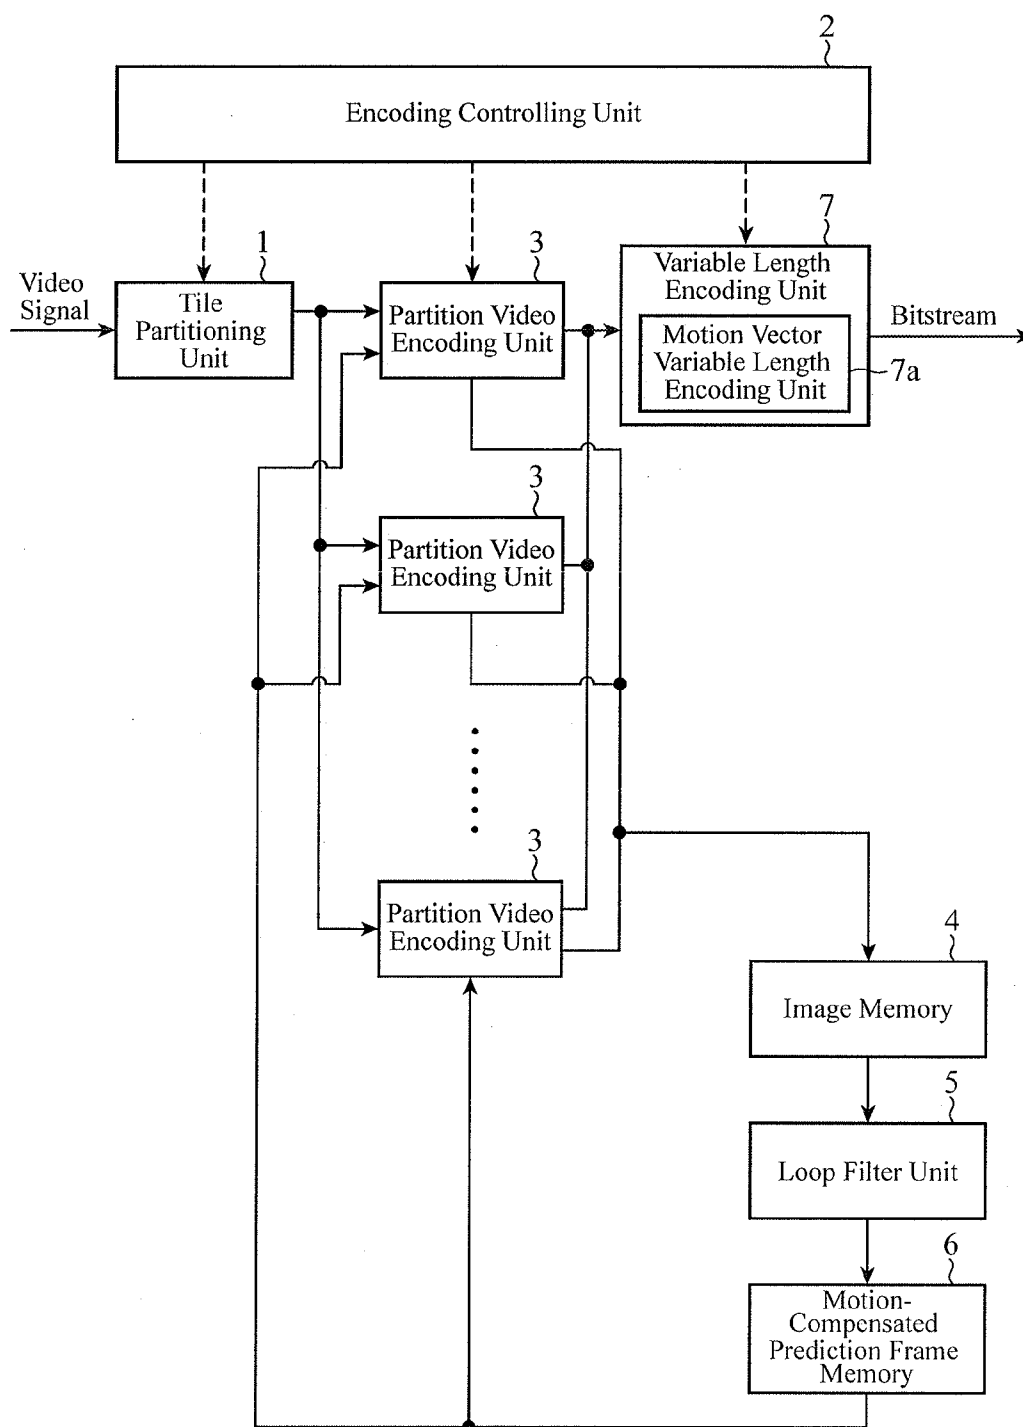 2
Encoding Controlling Unit
Video
Signal
1
Tile
Partitioning
Unit
3
Partition Video
Encoding Unit
7
Variable Length
Encoding Unit
Motion Vector
Variable Length
Encoding Unit
7a
Bitstream
3
Partition Video
Encoding Unit
3
Partition Video
Encoding Unit
4
Image Memory
5
Loop Filter Unit
6
Motion-
Compensated
Prediction Frame
Memory